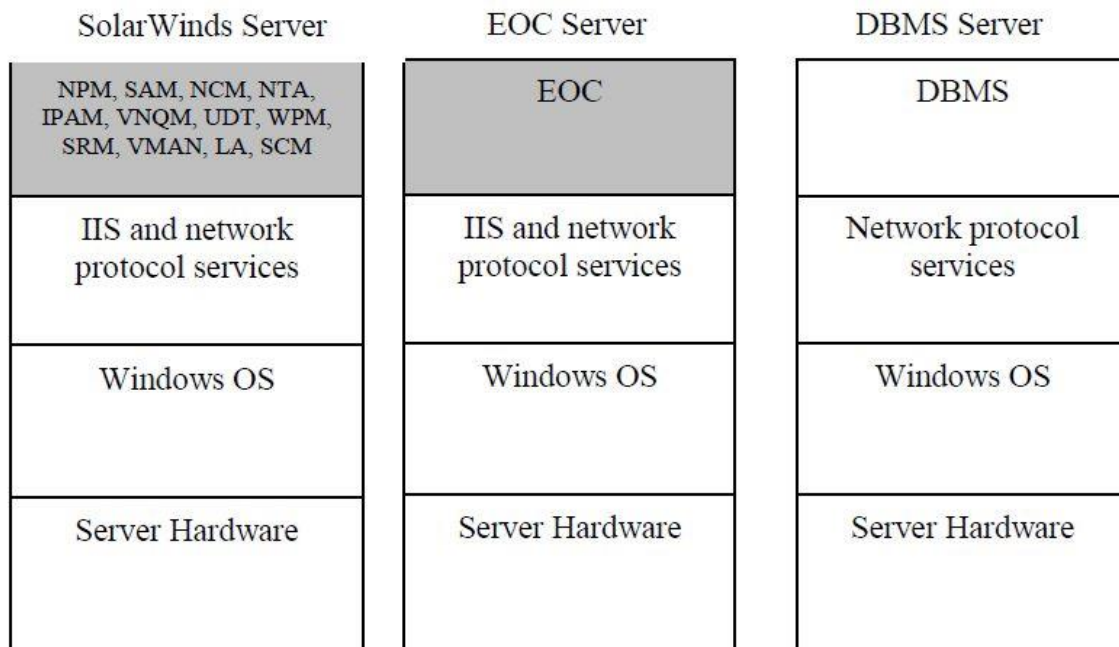 SolarWinds Server
NPM, SAM, NCM, NTA,
IPAM, VNQM, UDT, WPM,
SRM, VMAN, LA, SCM
IIS and network
protocol services
Windows OS
Server Hardware
EOC Server
EOC
IIS and network
protocol services
Windows OS
Server Hardware
DBMS Server
DBMS
Network protocol
services
Windows OS
Server Hardware